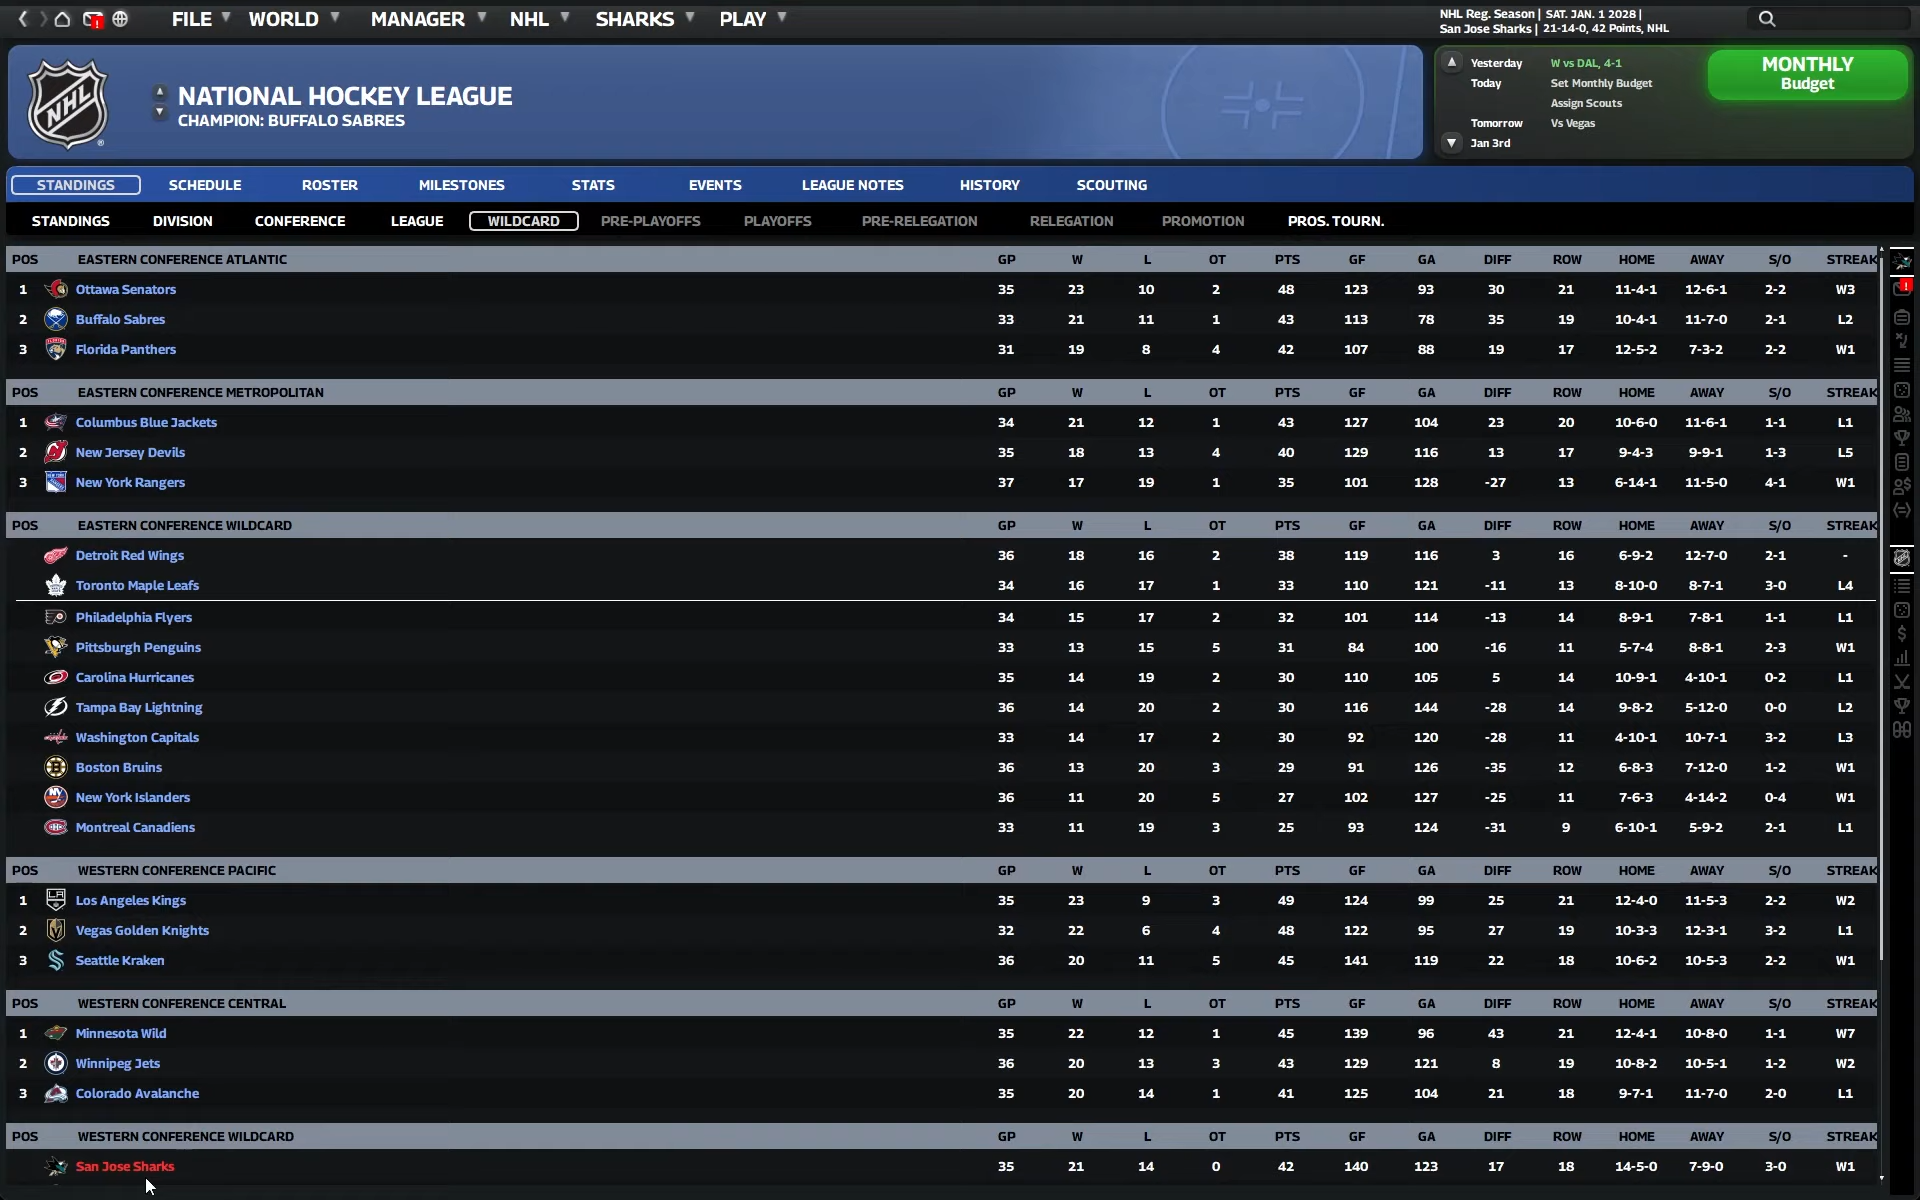 FILE WORLD MANAGER NHL SHARKS PLAY
NHL Reg. Season | SAT. JAN. 1 2028 |
San Jose Sharks | 21-14-0, 42 Points, NHL
NHL
NATIONAL HOCKEY LEAGUE
CHAMPION: BUFFALO SABRES
Yesterday W vs DAL, 4-1
Today Set Monthly Budget
Assign Scouts
Tomorrow Vs Vegas
Jan 3rd
MONTHLY
Budget
STANDINGS SCHEDULE ROSTER MILESTONES STATS EVENTS LEAGUE NOTES HISTORY SCOUTING
STANDINGS DIVISION CONFERENCE LEAGUE WILDCARD PRE-PLAYOFFS PLAYOFFS PRE-RELEGATION RELEGATION PROMOTION PROS. TOURN.
POS EASTERN CONFERENCE ATLANTIC GP W L OT PTS GF GA DIFF ROW HOME AWAY S/O STREAK
1 Ottawa Senators 35 23 10 2 48 123 93 30 21 11-4-1 12-6-1 2-2 W3
2 Buffalo Sabres 33 21 11 1 43 113 78 35 19 10-4-1 11-7-0 2-1 L2
3 Florida Panthers 31 19 8 4 42 107 88 19 17 12-5-2 7-3-2 2-2 W1
POS EASTERN CONFERENCE METROPOLITAN GP W L OT PTS GF GA DIFF ROW HOME AWAY S/O STREAK
1 Columbus Blue Jackets 34 21 12 1 43 127 104 23 20 10-6-0 11-6-1 1-1 L1
2 New Jersey Devils 35 18 13 4 40 129 116 13 17 9-4-3 9-9-1 1-3 L5
3 New York Rangers 37 17 19 1 35 101 128 -27 13 6-14-1 11-5-0 4-1 W1
POS EASTERN CONFERENCE WILDCARD GP W L OT PTS GF GA DIFF ROW HOME AWAY S/O STREAK
Detroit Red Wings 36 18 16 2 38 119 116 3 16 6-9-2 12-7-0 2-1 -
Toronto Maple Leafs 34 16 17 1 33 110 121 -11 13 8-10-0 8-7-1 3-0 L4
Philadelphia Flyers 34 15 17 2 32 101 114 -13 14 8-9-1 7-8-1 1-1 L1
Pittsburgh Penguins 33 13 15 5 31 84 100 -16 11 5-7-4 8-8-1 2-3 W1
Carolina Hurricanes 35 14 19 2 30 110 105 5 14 10-9-1 4-10-1 0-2 L1
Tampa Bay Lightning 36 14 20 2 30 116 144 -28 14 9-8-2 5-12-0 0-0 L2
Washington Capitals 33 14 17 2 30 92 120 -28 11 4-10-1 10-7-1 3-2 L3
Boston Bruins 36 13 20 3 29 91 126 -35 12 6-8-3 7-12-0 1-2 W1
New York Islanders 36 11 20 5 27 102 127 -25 11 7-6-3 4-14-2 0-4 W1
Montreal Canadiens 33 11 19 3 25 93 124 -31 9 6-10-1 5-9-2 2-1 L1
POS WESTERN CONFERENCE PACIFIC GP W L OT PTS GF GA DIFF ROW HOME AWAY S/O STREAK
1 Los Angeles Kings 35 23 9 3 49 124 99 25 21 12-4-0 11-5-3 2-2 W2
2 Vegas Golden Knights 32 22 6 4 48 122 95 27 19 10-3-3 12-3-1 3-2 L1
3 Seattle Kraken 36 20 11 5 45 141 119 22 18 10-6-2 10-5-3 2-2 W1
POS WESTERN CONFERENCE CENTRAL GP W L OT PTS GF GA DIFF ROW HOME AWAY S/O STREAK
1 Minnesota Wild 35 22 12 1 45 139 96 43 21 12-4-1 10-8-0 1-1 W7
2 Winnipeg Jets 36 20 13 3 43 129 121 8 19 10-8-2 10-5-1 1-2 W2
3 Colorado Avalanche 35 20 14 1 41 125 104 21 18 9-7-1 11-7-0 2-0 L1
POS WESTERN CONFERENCE WILDCARD GP W L OT PTS GF GA DIFF ROW HOME AWAY S/O STREAK
San Jose Sharks 35 21 14 0 42 140 123 17 18 14-5-0 7-9-0 3-0 W1